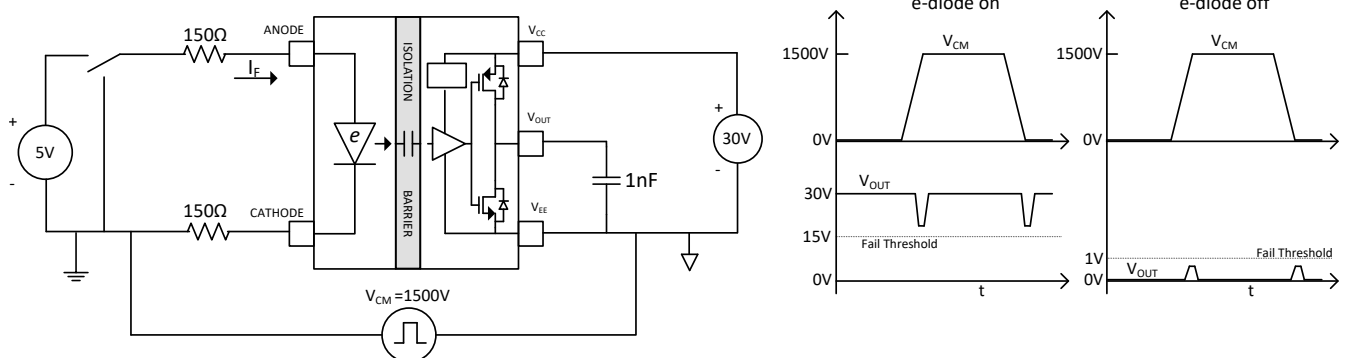 150Ω
ANODE
I_F
+
5V
-
e
ISOLATION
BARRIER
150Ω
CATHODE
V_CC
V_OUT
V_EE
1nF
+
30V
-
V_CM =1500V
e-diode on
1500V
V_CM
0V
30V
V_OUT
15V
Fail Threshold
0V
t
e-diode off
1500V
V_CM
0V
1V
Fail Threshold
V_OUT
0V
t